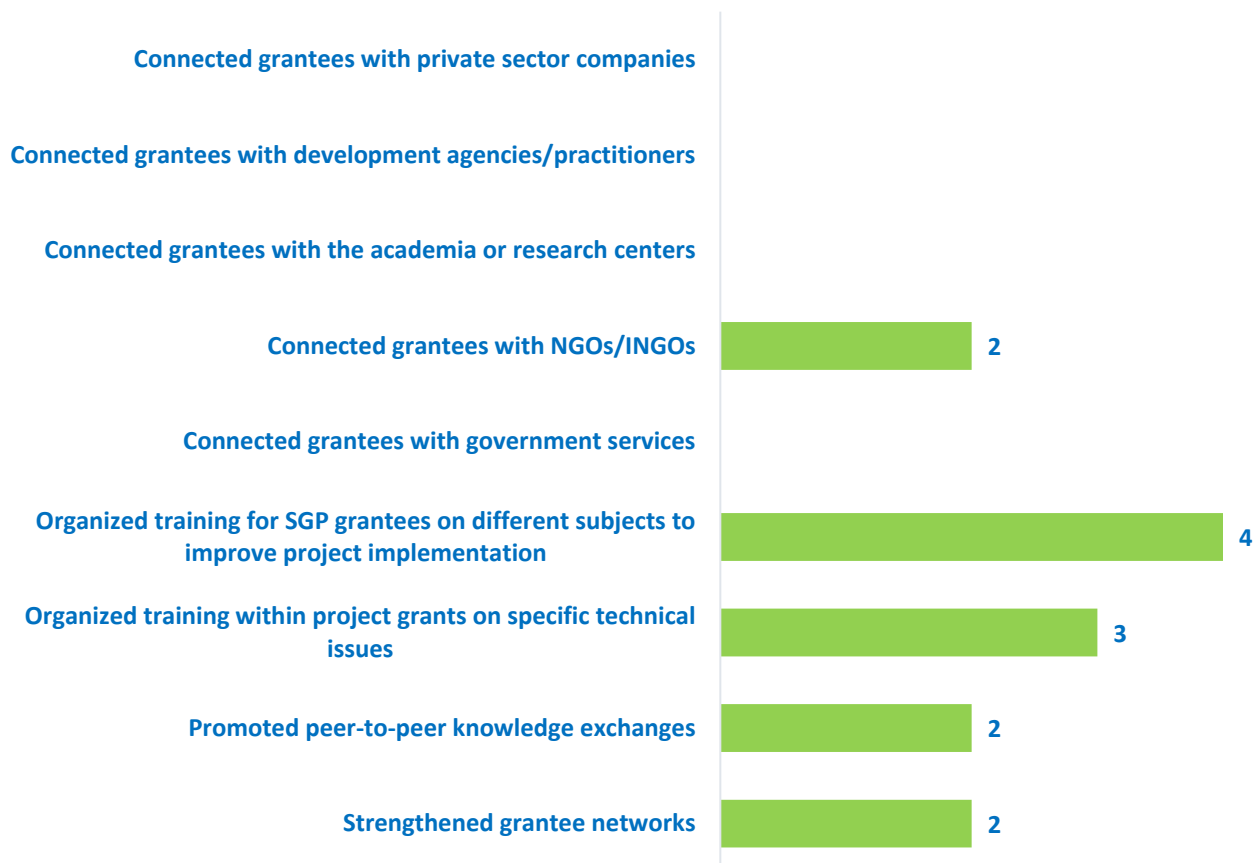 Connected grantees with private sector companies
Connected grantees with development agencies/practitioners
Connected grantees with the academia or research centers
Connected grantees with NGOs/INGOs
2
Connected grantees with government services
Organized training for SGP grantees on different subjects to
improve project implementation
4
Organized training within project grants on specific technical
issues
3
Promoted peer-to-peer knowledge exchanges
2
Strengthened grantee networks
2